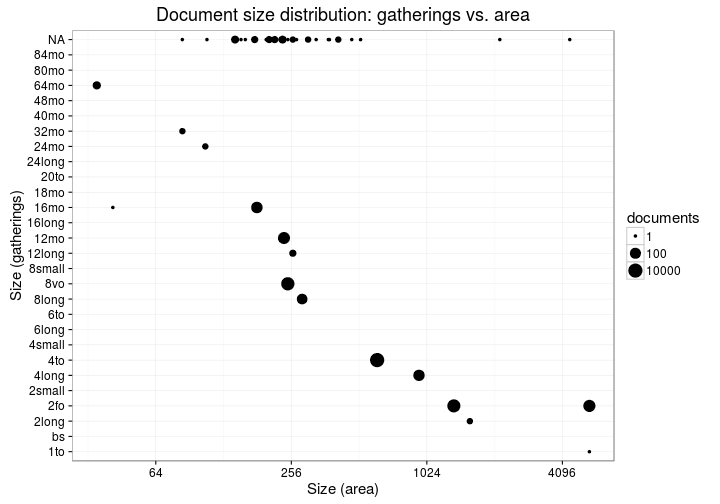 Document size distribution: gatherings vs. area
NA
84mo
80mo
64mo
48mo
40mo
32mo
24mo
24long
20to
18mo
16mo
16long
12mo
12long
8small
8vo
8long
6to
6long
4small
4to
4long
2small
2fo
2long
bs
1to
Size (gatherings)
64 256 1024 4096
Size (area)
documents
1
100
10000